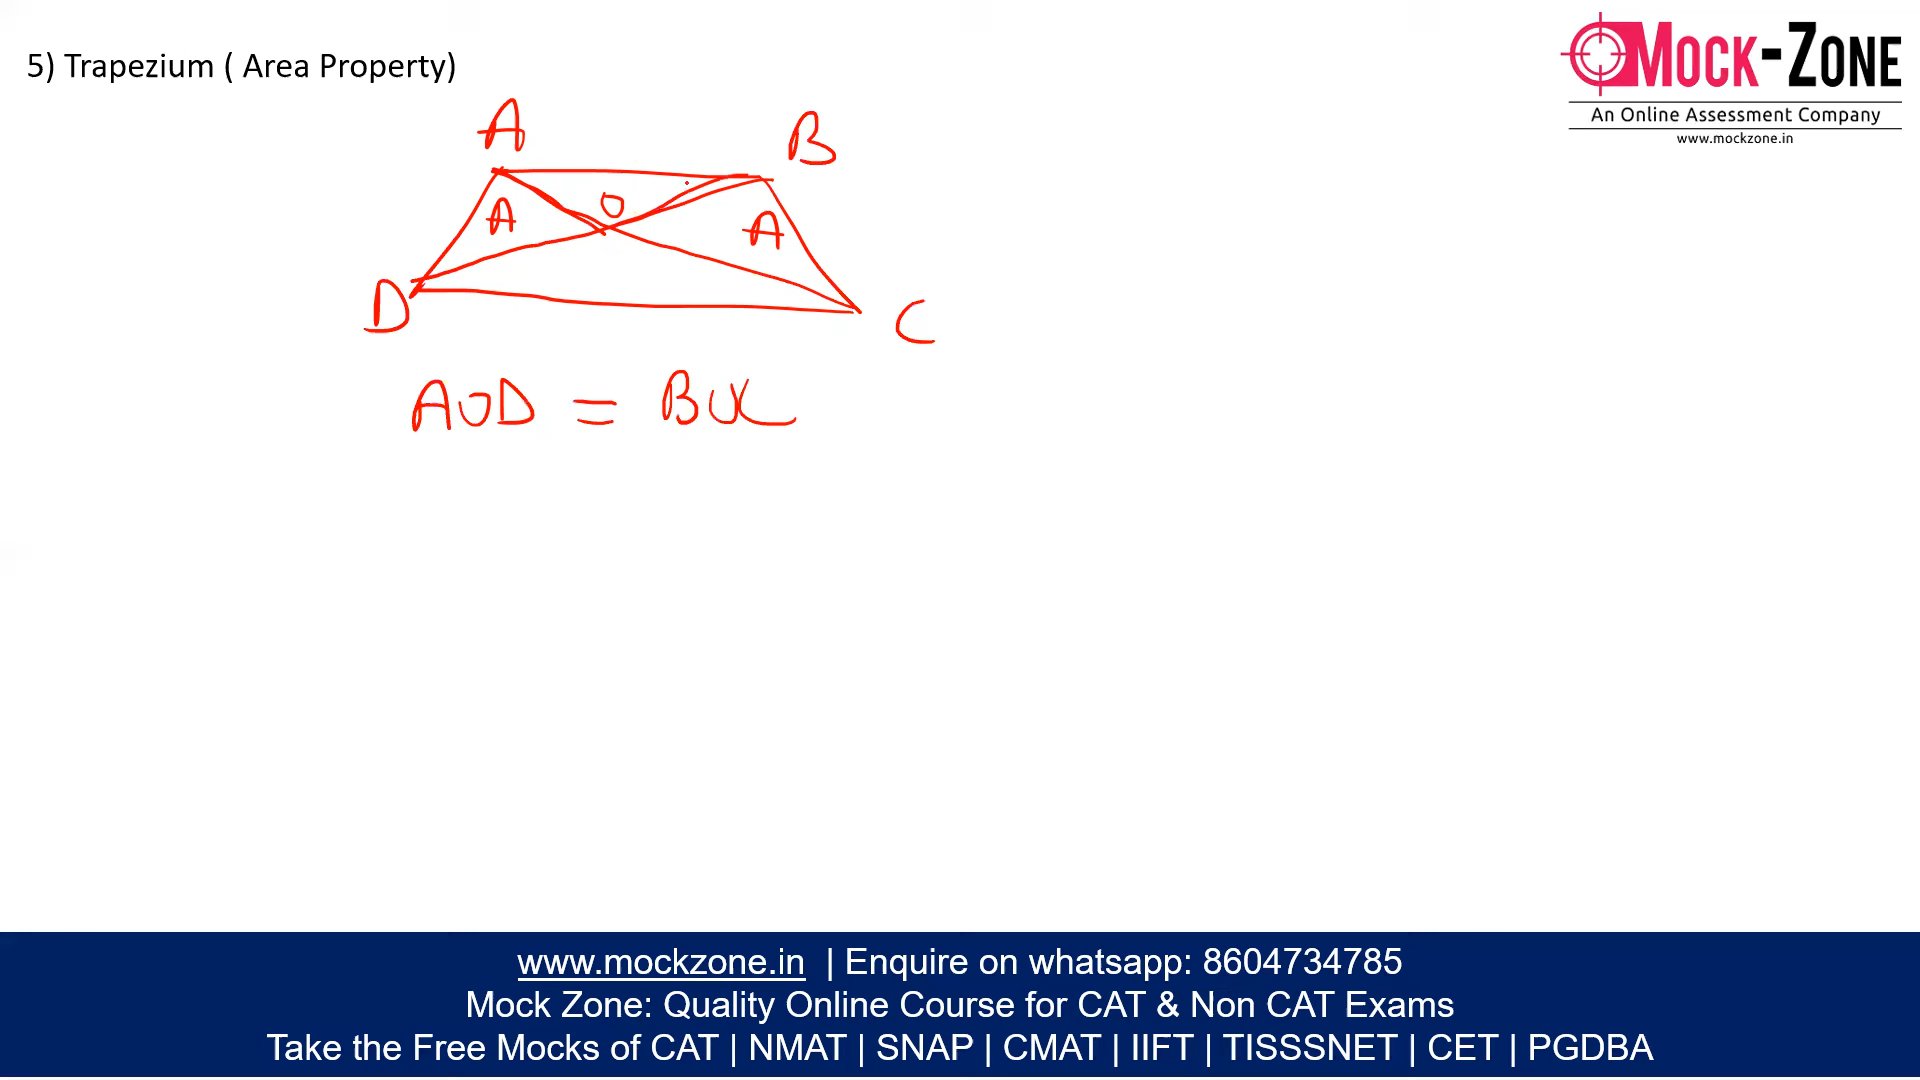 5) Trapezium ( Area Property)
MOCK-ZONE
An Online Assessment Company
www.mockzone.in
A
B
O
A
A
D
C
AOD = BOC
www.mockzone.in | Enquire on whatsapp: 8604734785
Mock Zone: Quality Online Course for CAT & Non CAT Exams
Take the Free Mocks of CAT | NMAT | SNAP | CMAT | IIFT | TISSSNET | CET | PGDBA